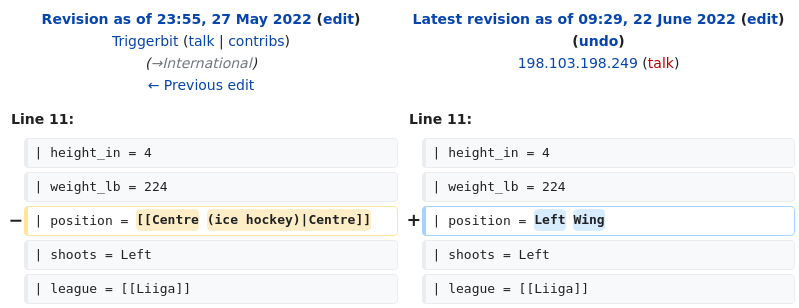 Revision as of 23:55, 27 May 2022 (edit)
Triggerbit (talk | contribs)
(→International)
← Previous edit
Latest revision as of 09:29, 22 June 2022 (edit)
(undo)
198.103.198.249 (talk)
Line 11:
Line 11:
| height_in = 4
| height_in = 4
| weight_lb = 224
| weight_lb = 224
− | position = [[Centre (ice hockey)|Centre]]
+ | position = Left Wing
| shoots = Left
| shoots = Left
| league = [[Liiga]]
| league = [[Liiga]]